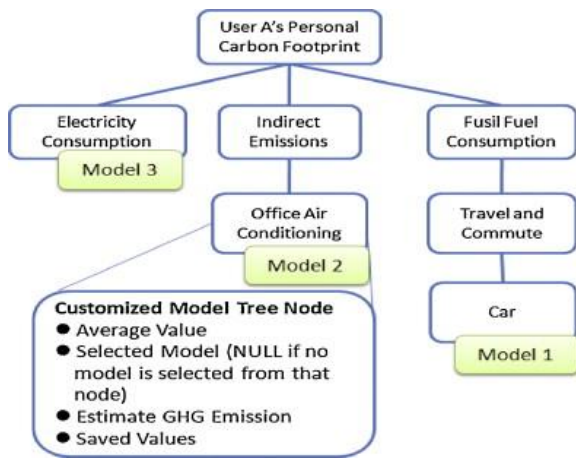 User A's Personal
Carbon Footprint
Electricity
Consumption
Model 3
Indirect
Emissions
Fusil Fuel
Consumption
Office Air
Conditioning
Model 2
Travel and
Commute
Car
Model 1
Customized Model Tree Node
● Average Value
● Selected Model (NULL if no
model is selected from that
node)
● Estimate GHG Emission
● Saved Values